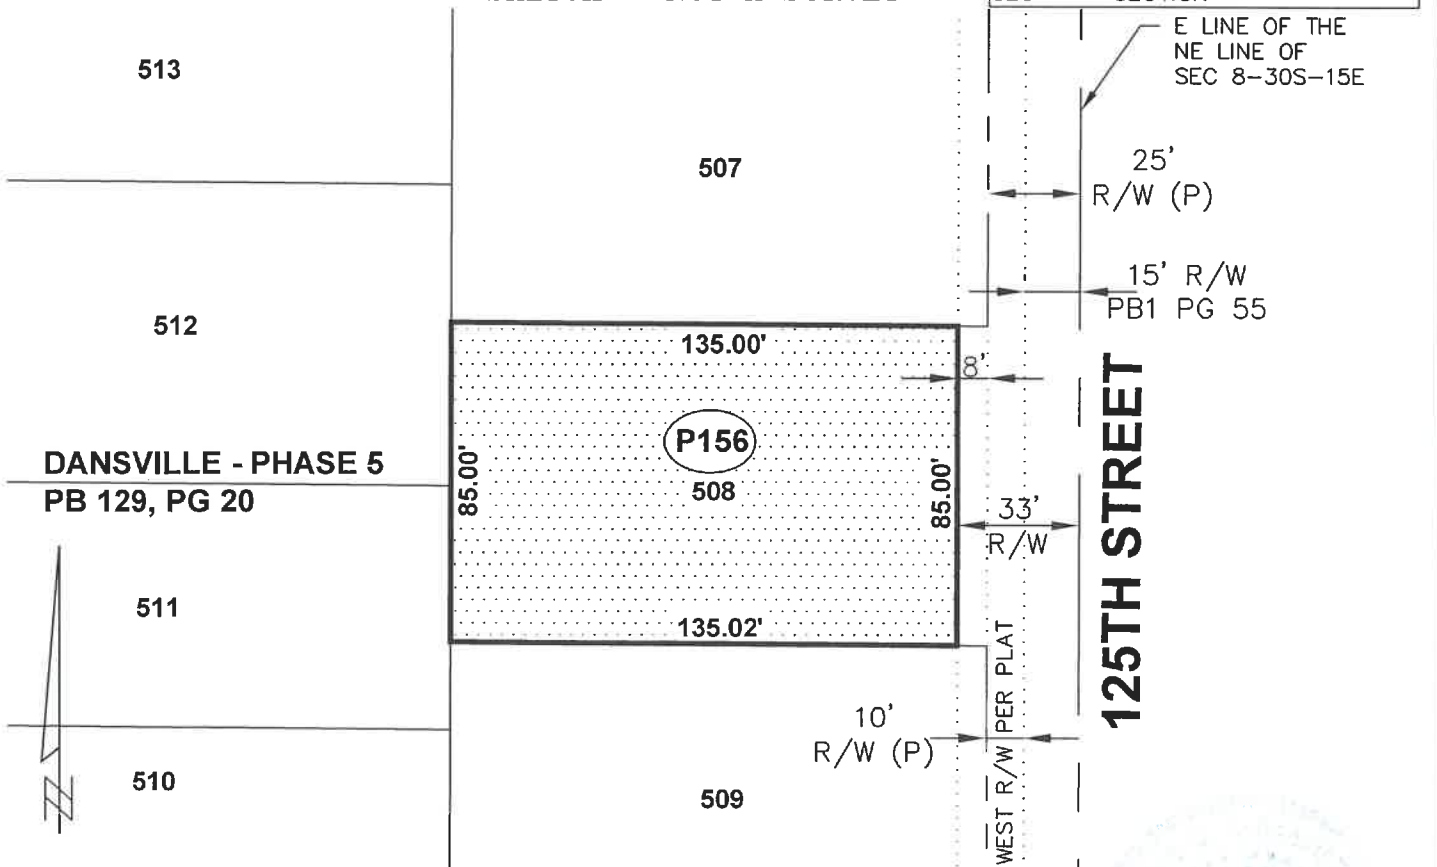 E LINE OF THE
NE LINE OF
SEC 8-30S-15E
513
507
25'
R/W (P)
15' R/W
PB1 PG 55
512
135.00'
8'
P156
508
85.00'
85.00'
DANSVILLE - PHASE 5
PB 129, PG 20
33'
R/W
125TH STREET
511
135.02'
WEST R/W PER PLAT
10'
R/W (P)
510
509
N